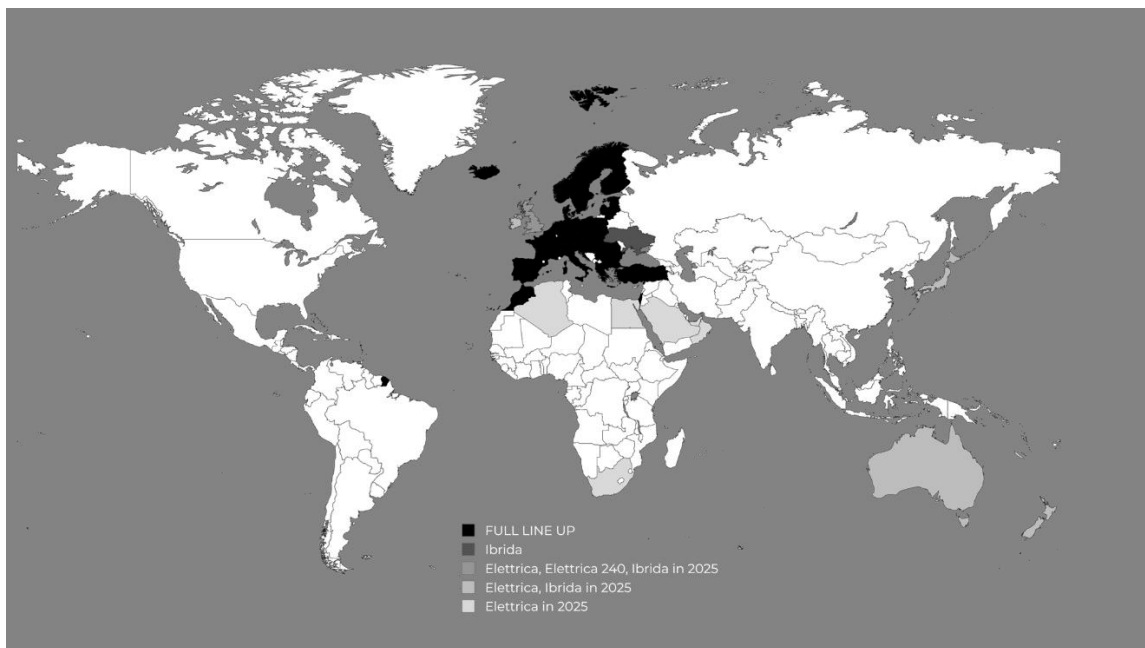 FULL LINE UP
Ibrida
Elettrica, Elettrica 240, Ibrida in 2025
Elettrica, Ibrida in 2025
Elettrica in 2025